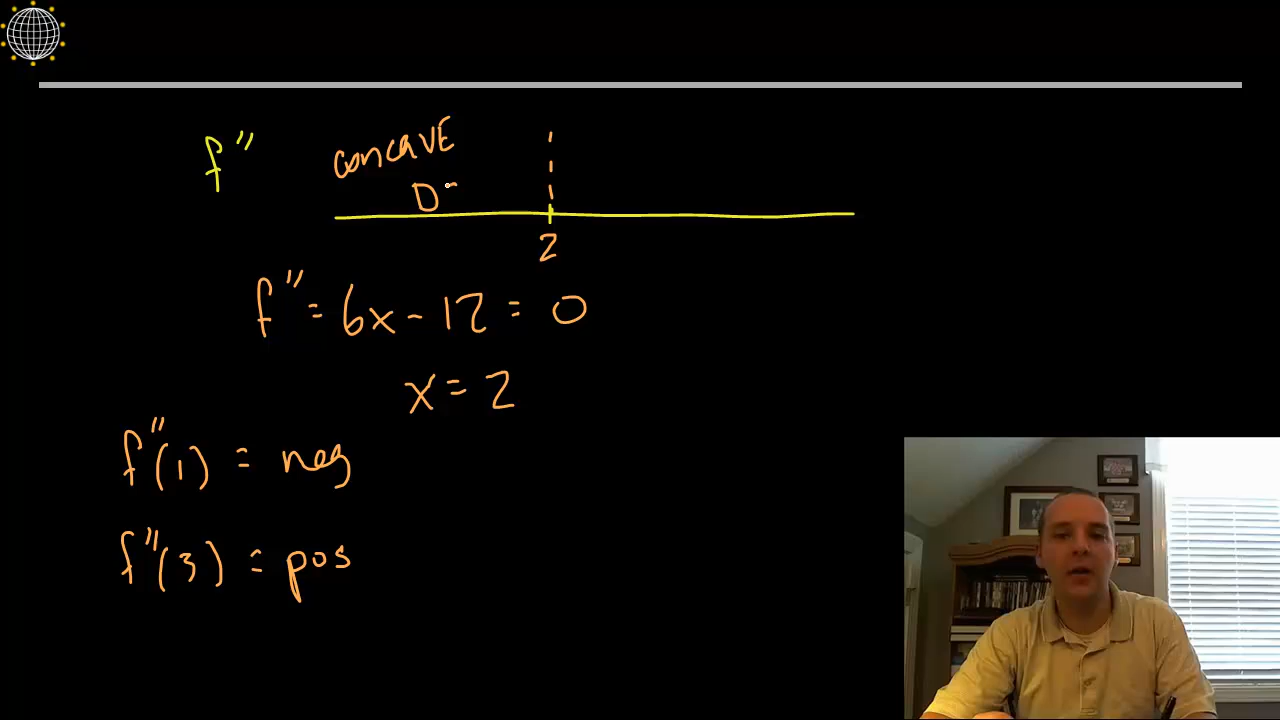 f"
concave
D
2
f" = 6x - 12 = 0
x = 2
f"(1) = neg
f"(3) = pos